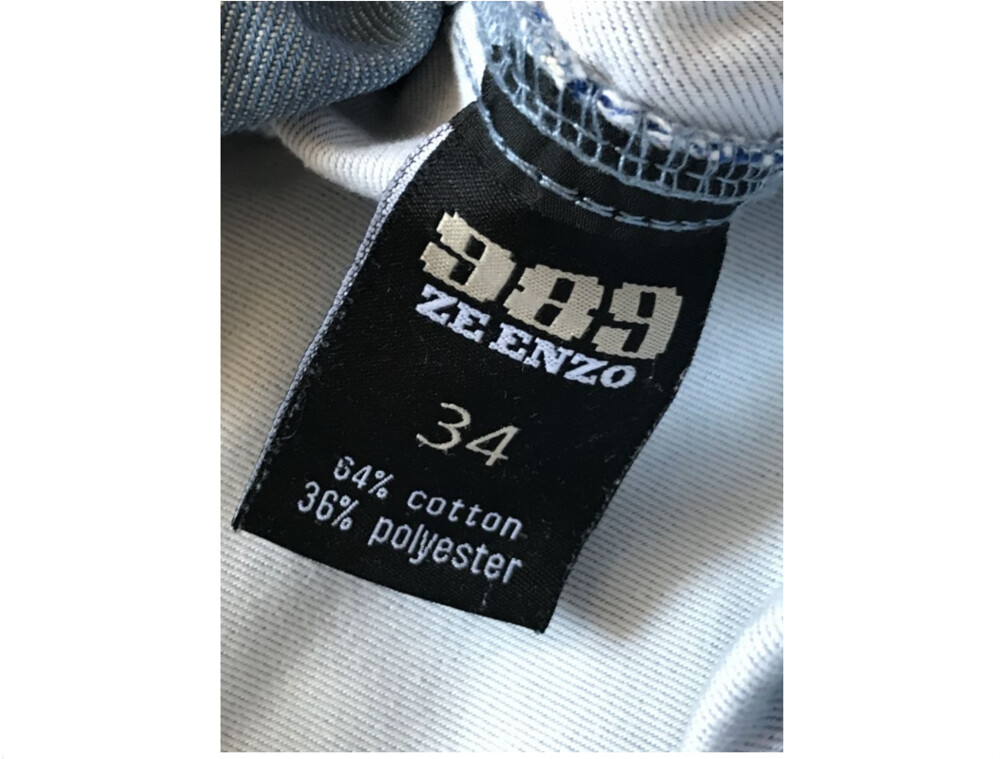 989
ZE ENZO
34
64% cotton
36% polyester